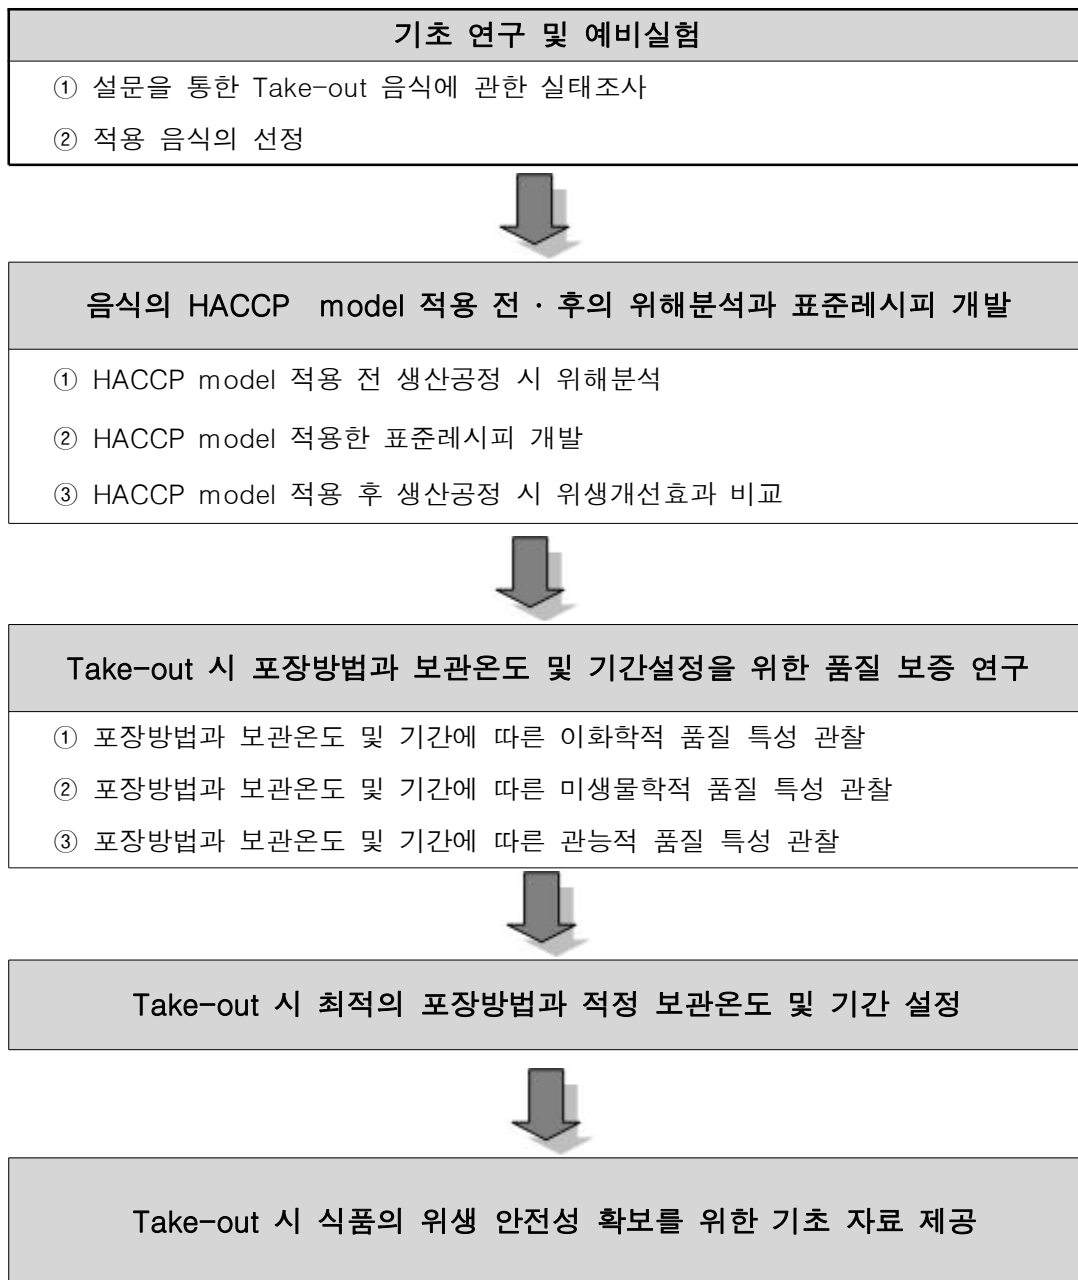 기초 연구 및 예비실험
① 설문을 통한 Take-out 음식에 관한 실태조사
② 적용 음식의 선정
음식의 HACCP model 적용 전·후의 위해분석과 표준레시피 개발
① HACCP model 적용 전 생산공정 시 위해분석
② HACCP model 적용한 표준레시피 개발
③ HACCP model 적용 후 생산공정 시 위생개선효과 비교
Take-out 시 포장방법과 보관온도 및 기간설정을 위한 품질 보증 연구
① 포장방법과 보관온도 및 기간에 따른 이화학적 품질 특성 관찰
② 포장방법과 보관온도 및 기간에 따른 미생물학적 품질 특성 관찰
③ 포장방법과 보관온도 및 기간에 따른 관능적 품질 특성 관찰
Take-out 시 최적의 포장방법과 적정 보관온도 및 기간 설정
Take-out 시 식품의 위생 안전성 확보를 위한 기초 자료 제공